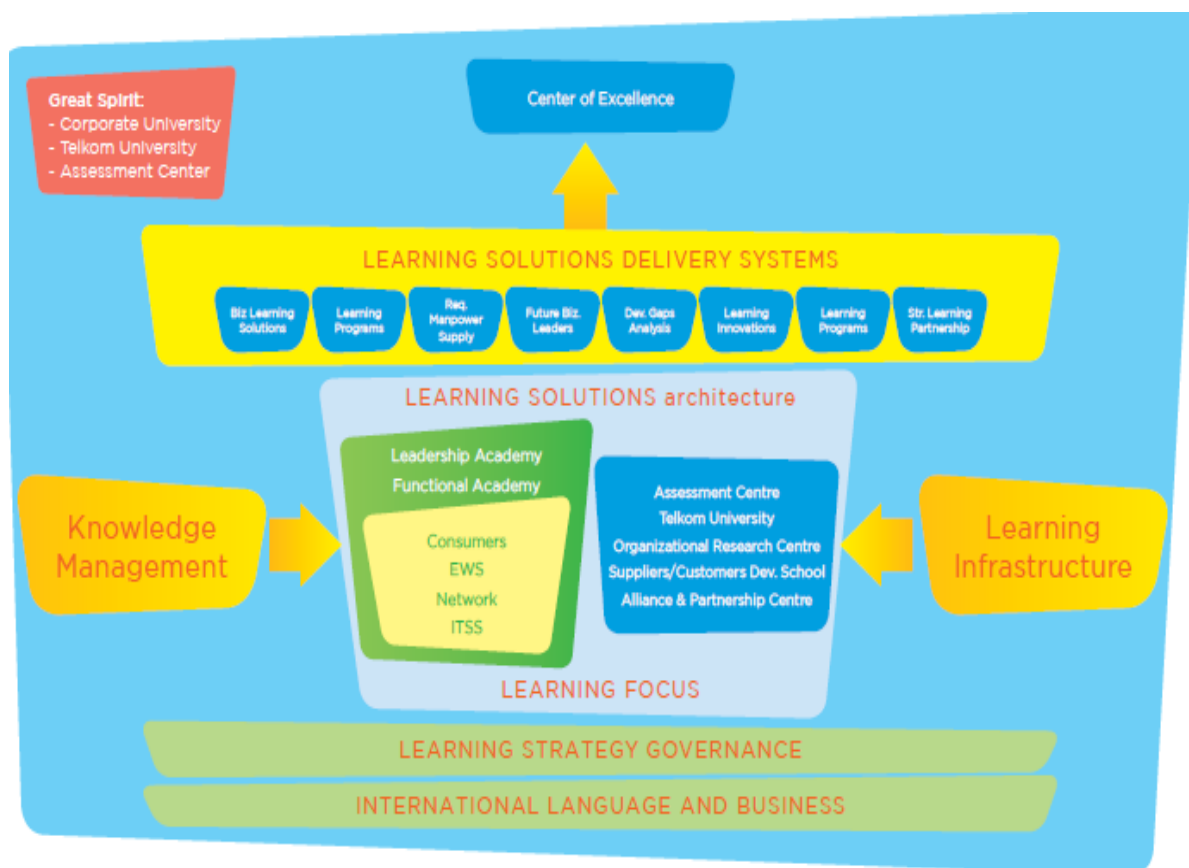 Great Spirit:
- Corporate University
- Telkom University
- Assessment Center
Center of Excellence
LEARNING SOLUTIONS DELIVERY SYSTEMS
Biz Learning
Solutions
Learning
Programs
Req.
Manpower
Supply
Future Biz.
Leaders
Dev. Gaps
Analysis
Learning
Innovations
Learning
Programs
Str. Learning
Partnership
LEARNING SOLUTIONS architecture
Leadership Academy
Functional Academy
Consumers
EWS
Network
ITSS
Assessment Centre
Telkom University
Organizational Research Centre
Suppliers/Customers Dev. School
Alliance & Partnership Centre
Knowledge
Management
Learning
Infrastructure
LEARNING FOCUS
LEARNING STRATEGY GOVERNANCE
INTERNATIONAL LANGUAGE AND BUSINESS